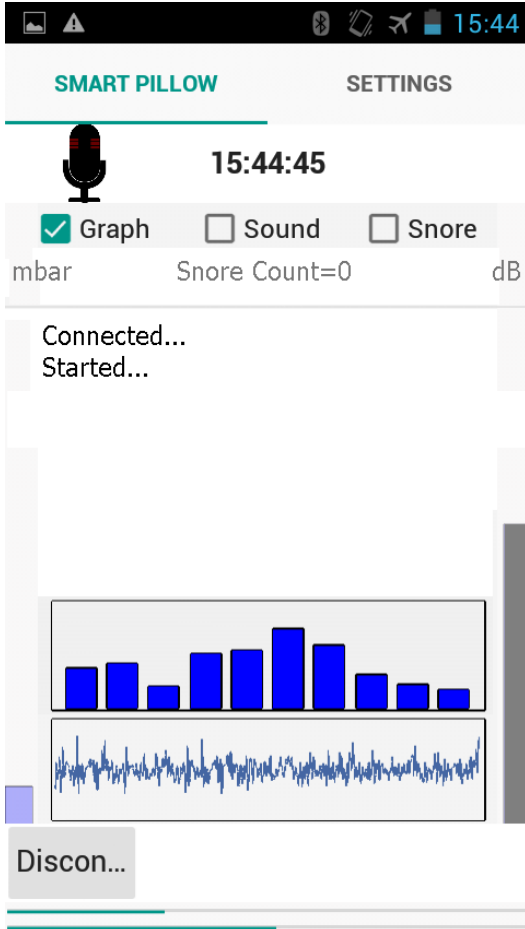 15:44
SMART PILLOW SETTINGS
15:44:45
Graph Sound Snore
mbar Snore Count=0 dB
Connected...
Started...
Discon...